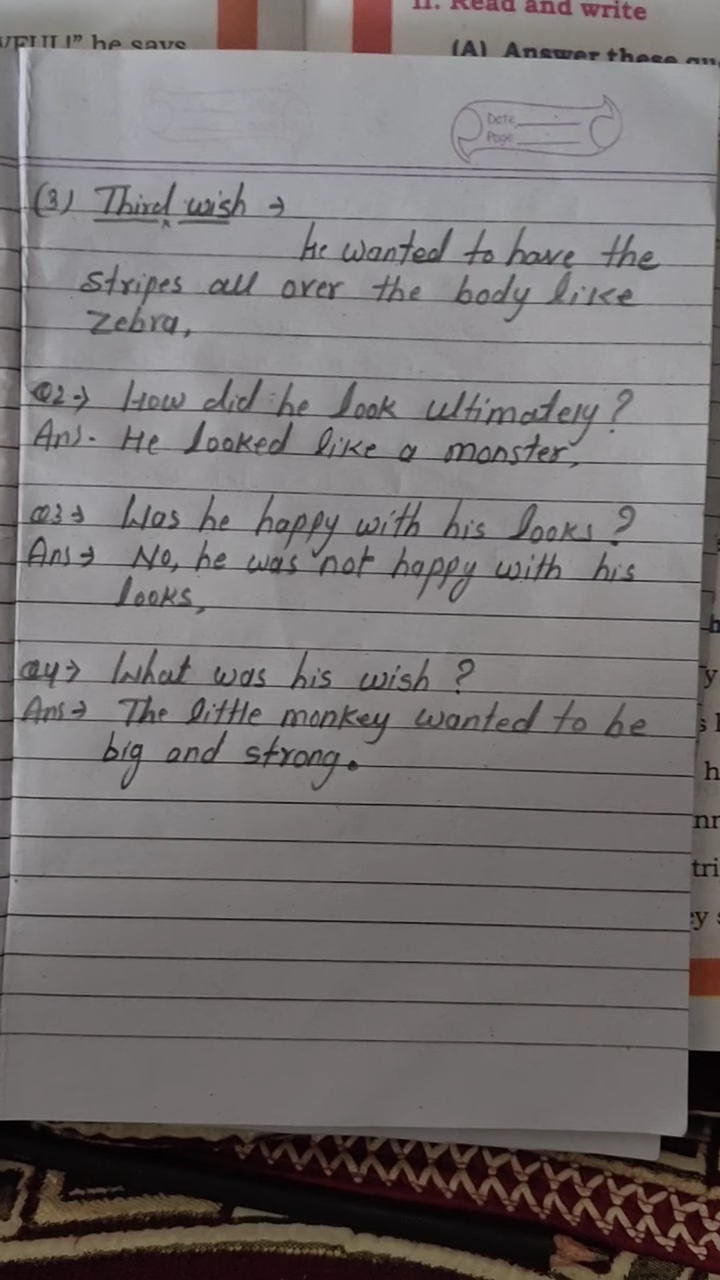 II. Read and write
he says
(A) Answer these
Date
Page
(3) Third wish →
he wanted to have the
stripes all over the body like
zebra,
Q2→ How did he look ultimately?
Ans- He looked like a monster,
Q3→ Was he happy with his looks?
Ans→ No, he was not happy with his
looks,
Q4→ What was his wish?
Ans→ The little monkey wanted to be
big and strong.